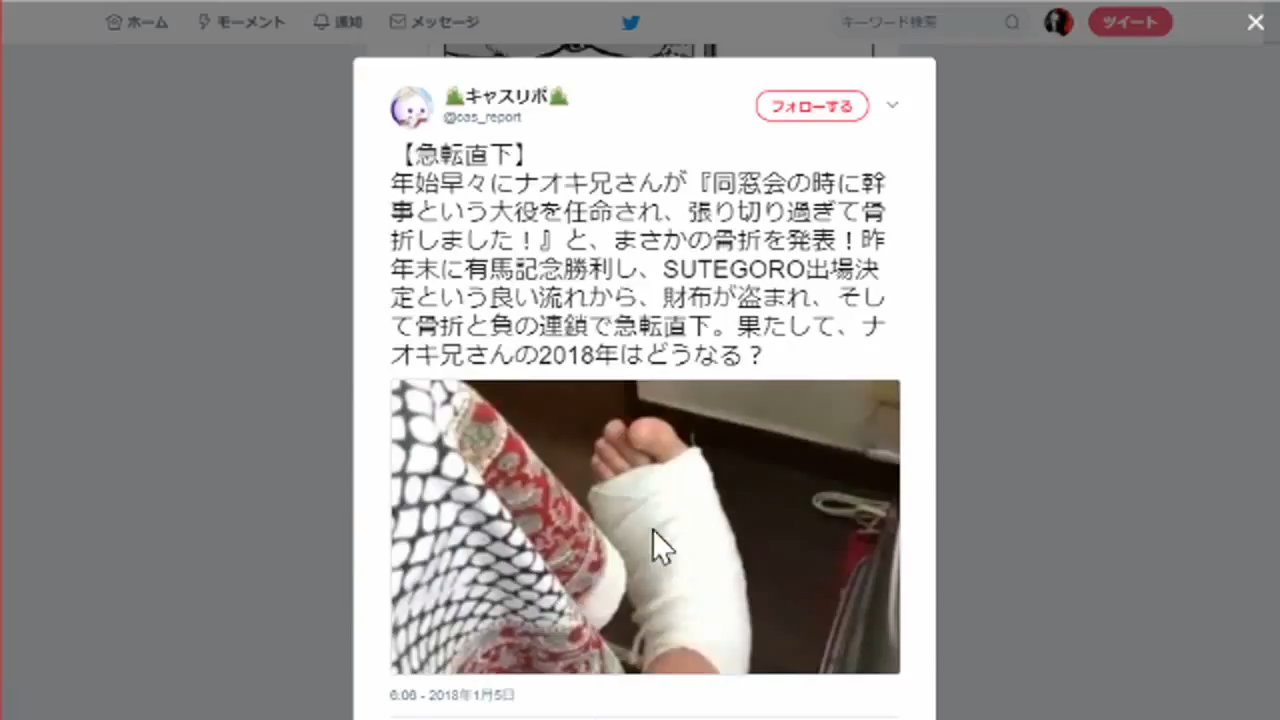 ホーム
モーメント
通知
メッセージ
キーワード検索
ツイート
キャスリポ
@cas_report
フォローする
【急転直下】
年始早々にナオキ兄さんが『同窓会の時に幹
事という大役を任命され、張り切り過ぎて骨
折しました！』と、まさかの骨折を発表！昨
年末に有馬記念勝利し、SUTEGORO出場決
定という良い流れから、財布が盗まれ、そし
て骨折と負の連鎖で急転直下。果たして、ナ
オキ兄さんの2018年はどうなる？
6:06 - 2018年1月5日